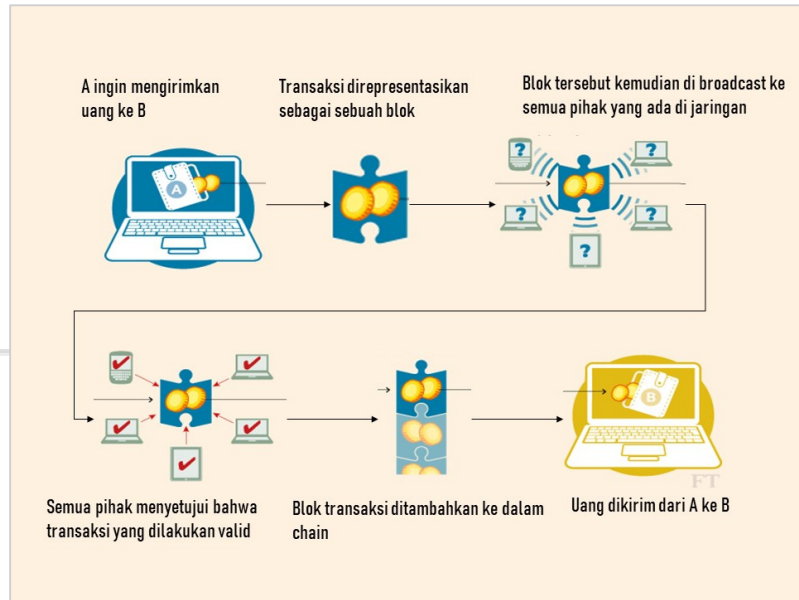 A ingin mengirimkan
uang ke B
Transaksi direpresentasikan
sebagai sebuah blok
Blok tersebut kemudian di broadcast ke
semua pihak yang ada di jaringan
A
?
?
?
?
?
Semua pihak menyetujui bahwa
transaksi yang dilakukan valid
Blok transaksi ditambahkan ke dalam
chain
Uang dikirim dari A ke B
B
FT